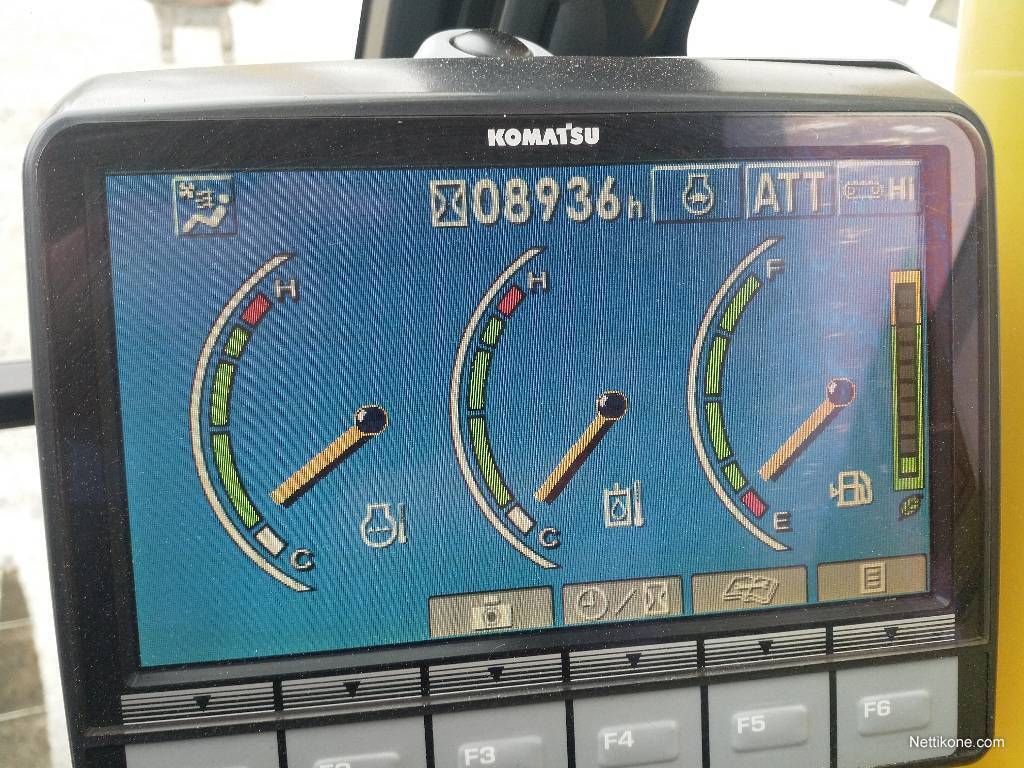 KOMATSU
08936h ATT Hi
H H F
C C E
F3 F4 F5 F6
Nettikone.com